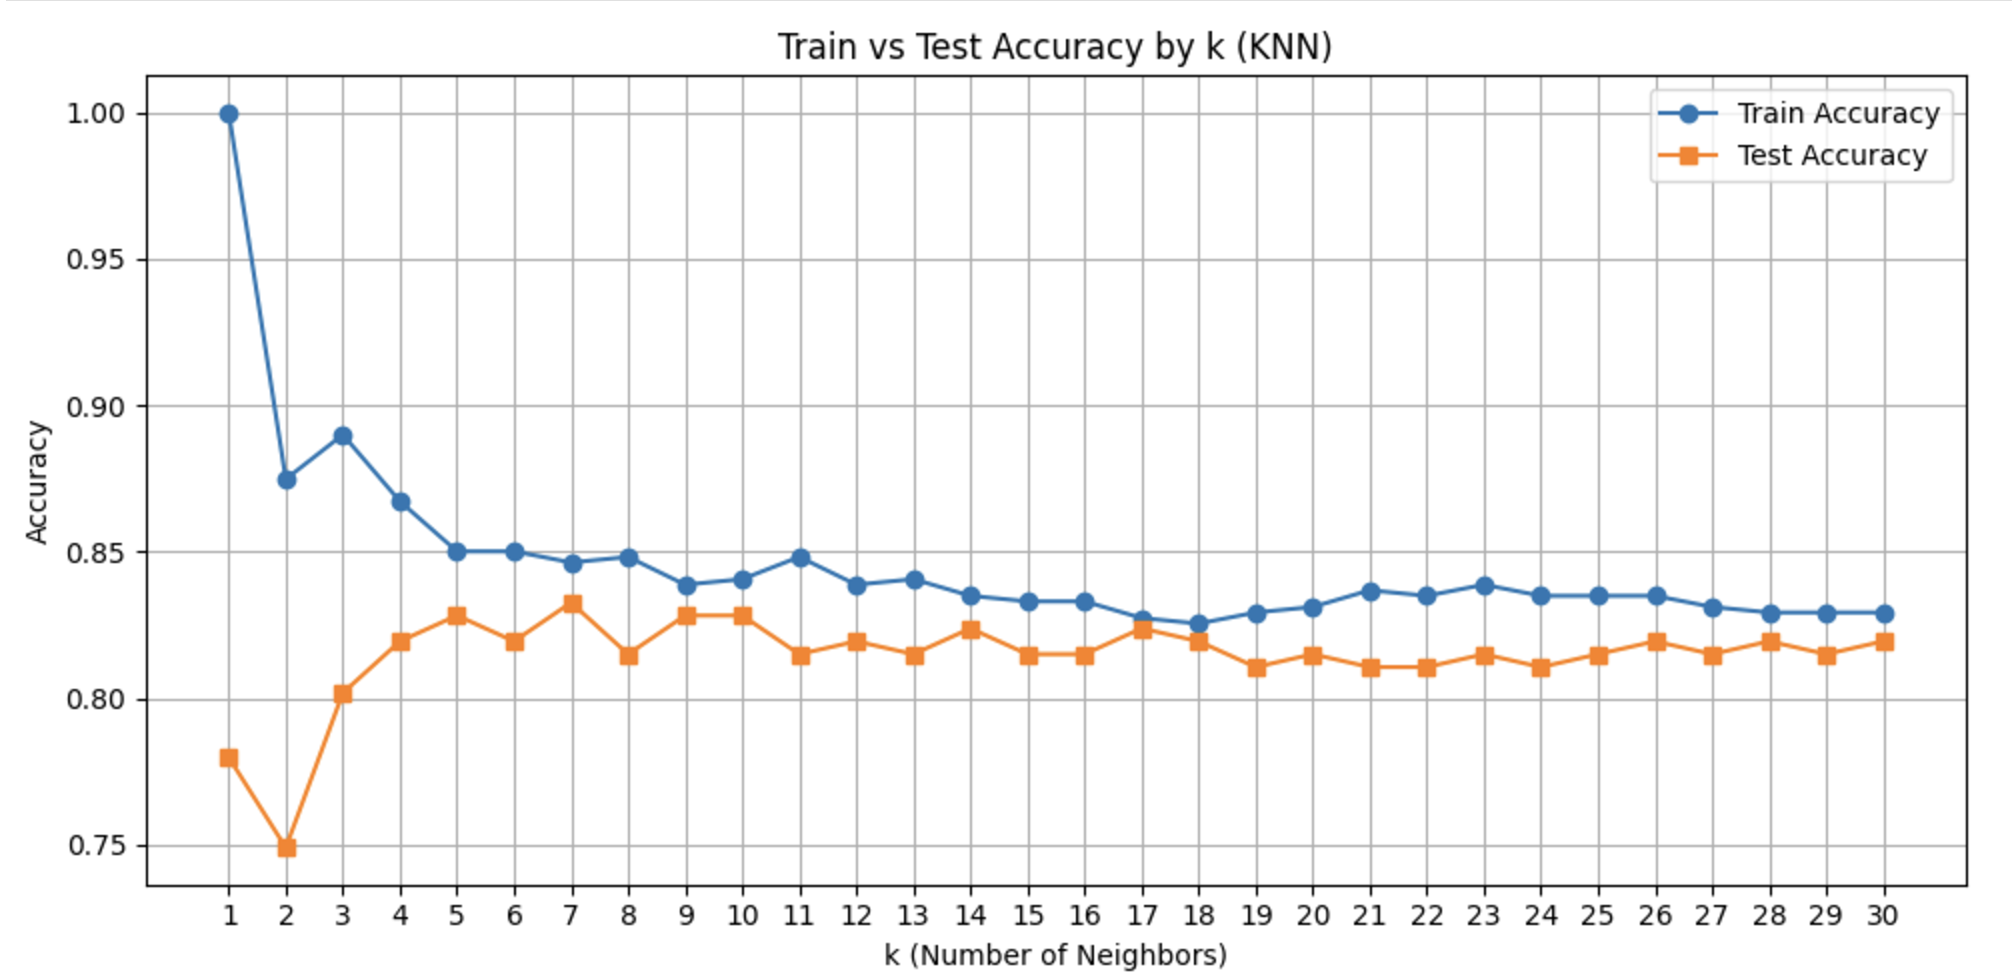 Train vs Test Accuracy by k (KNN)
Train Accuracy
Test Accuracy
1.00
0.95
0.90
0.85
0.80
0.75
Accuracy
1 2 3 4 5 6 7 8 9 10 11 12 13 14 15 16 17 18 19 20 21 22 23 24 25 26 27 28 29 30
k (Number of Neighbors)